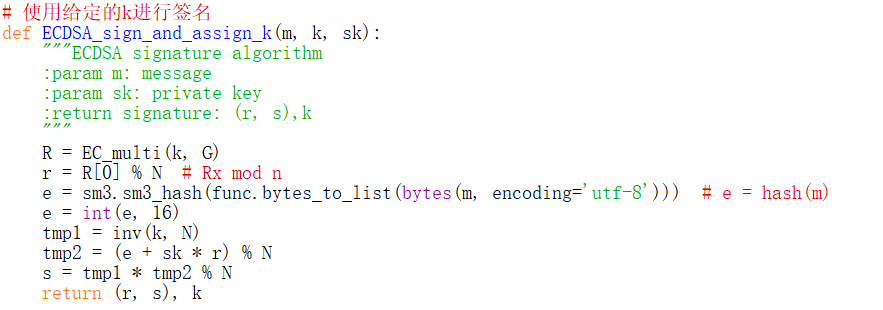 # 使用给定的k进行签名
def ECDSA_sign_and_assign_k(m, k, sk):
    """ECDSA signature algorithm
    :param m: message
    :param sk: private key
    :return signature: (r, s),k
    """
    R = EC_multi(k, G)
    r = R[0] % N  # Rx mod n
    e = sm3.sm3_hash(func.bytes_to_list(bytes(m, encoding='utf-8')))  # e = hash(m)
    e = int(e, 16)
    tmp1 = inv(k, N)
    tmp2 = (e + sk * r) % N
    s = tmp1 * tmp2 % N
    return (r, s), k